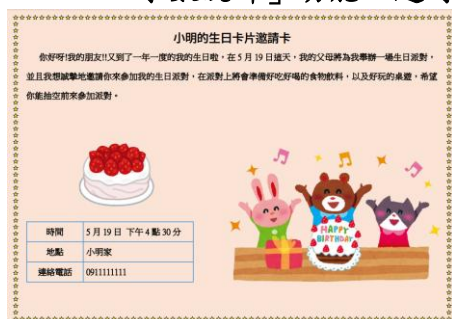 小明的生日卡片邀請卡
你好呀!我的朋友!!又到了一年一度的我的生日啦，在 5 月 19 日這天，我的父母將為我舉辦一場生日派對，
並且我想誠摯地邀請你來參加我的生日派對，在派對上將會準備好吃好喝的食物飲料，以及好玩的桌遊，希望
你能抽空前來參加派對。
HAPPY
BIRTHDAY
時間 5 月 19 日 下午 4 點 30 分
地點 小明家
連絡電話 0911111111